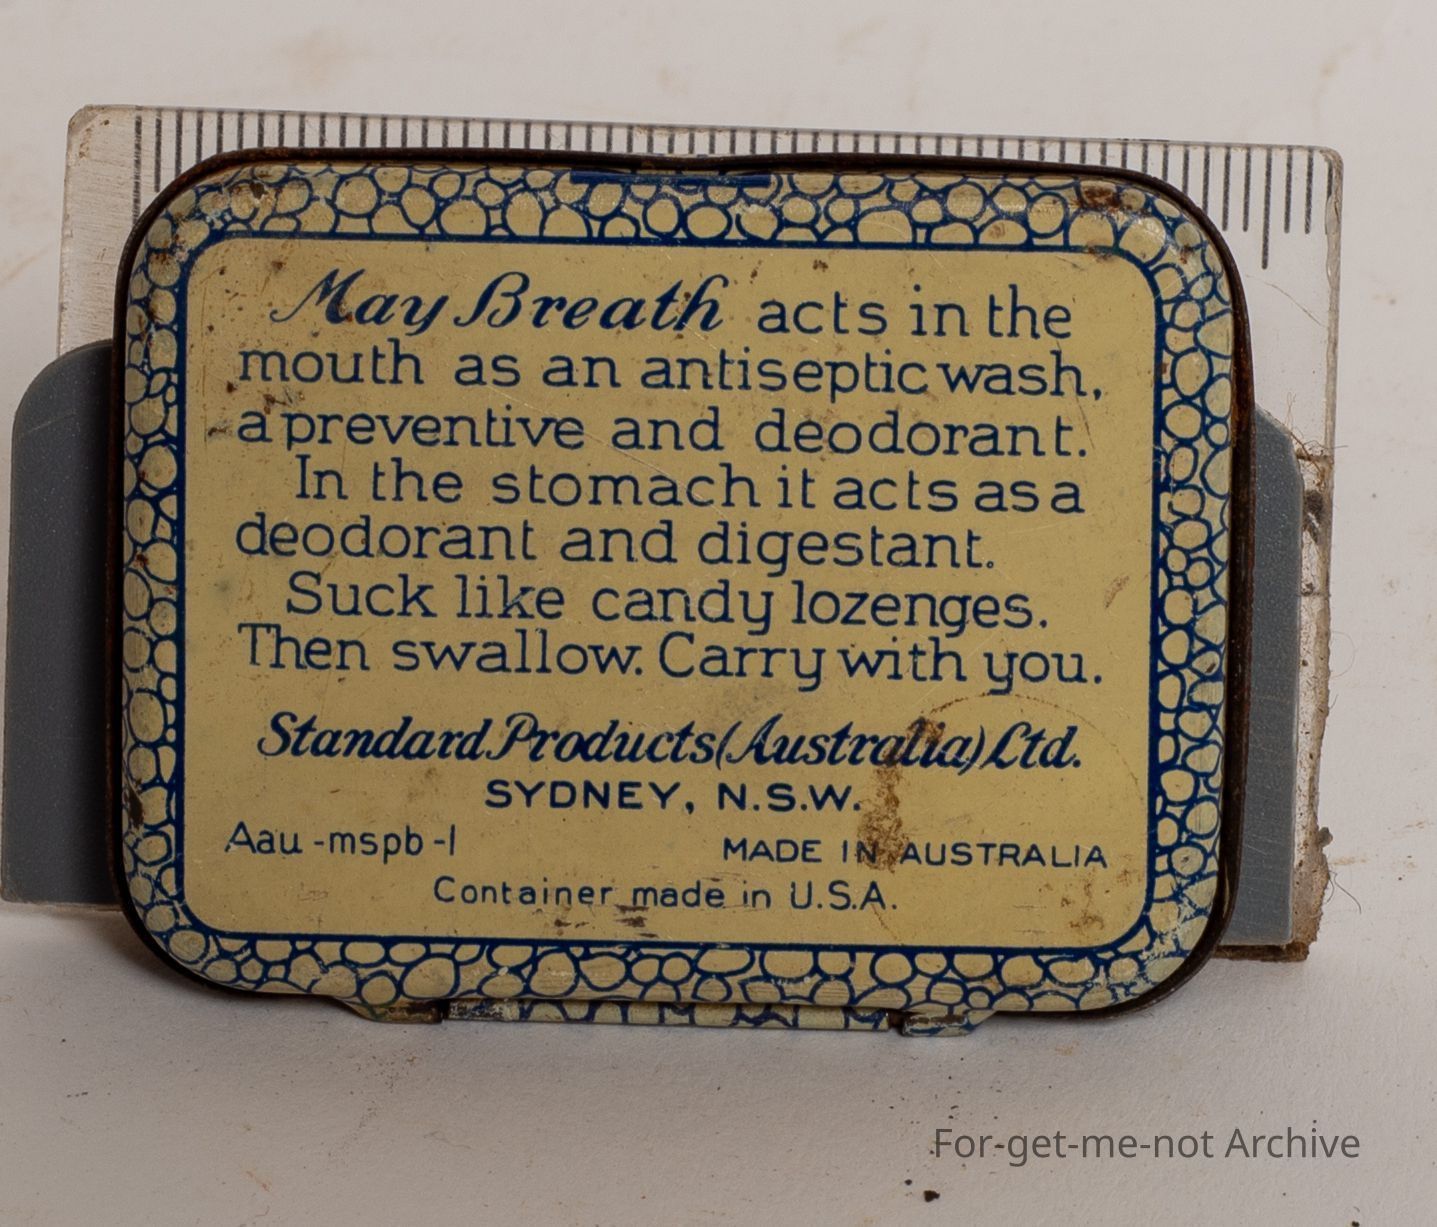 May Breath acts in the
mouth as an antiseptic wash,
a preventive and deodorant.
In the stomach it acts as a
deodorant and digestant.
Suck like candy lozenges.
Then swallow. Carry with you.
Standard Products (Australia) Ltd.
SYDNEY, N.S.W.
Aau-mspb-1 MADE IN AUSTRALIA
Container made in U.S.A.
For-get-me-not Archive